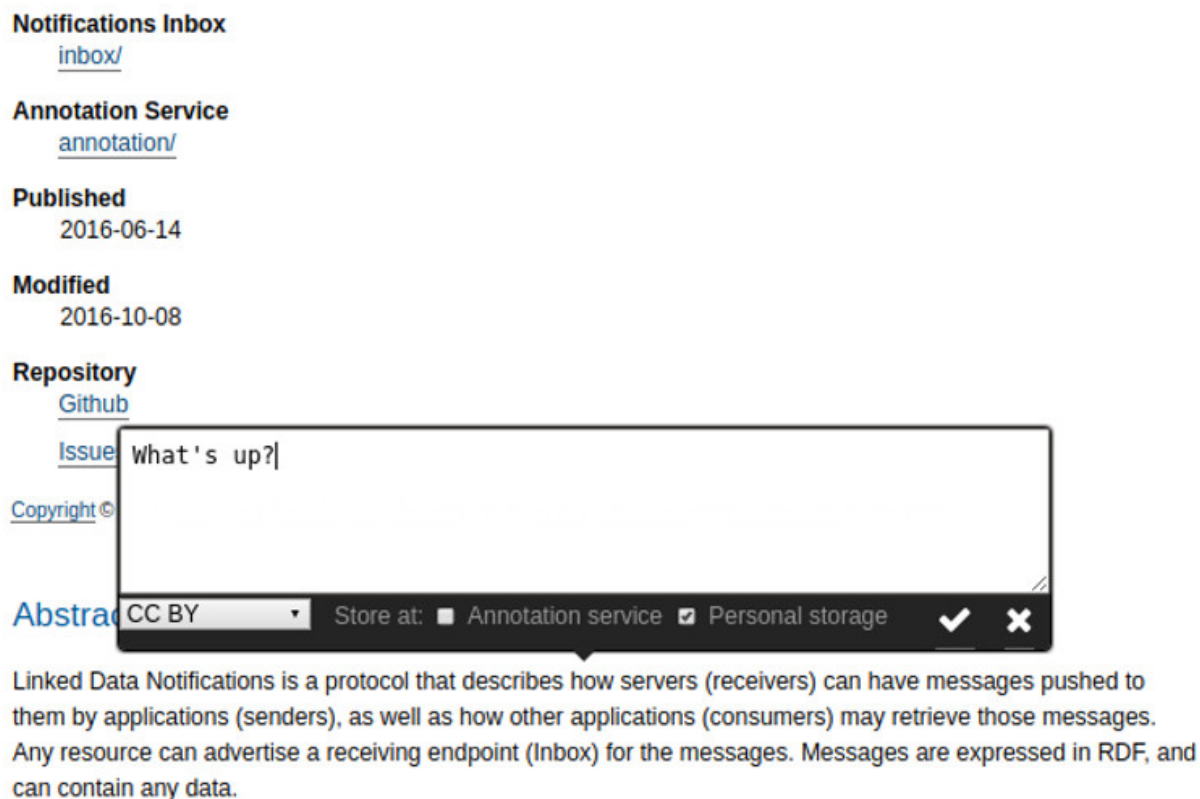 Notifications Inbox
inbox/
Annotation Service
annotation/
Published
2016-06-14
Modified
2016-10-08
Repository
Github
What's up?
Copyright ©
CC BY Store at: Annotation service Personal storage
Linked Data Notifications is a protocol that describes how servers (receivers) can have messages pushed to
them by applications (senders), as well as how other applications (consumers) may retrieve those messages.
Any resource can advertise a receiving endpoint (Inbox) for the messages. Messages are expressed in RDF, and
can contain any data.